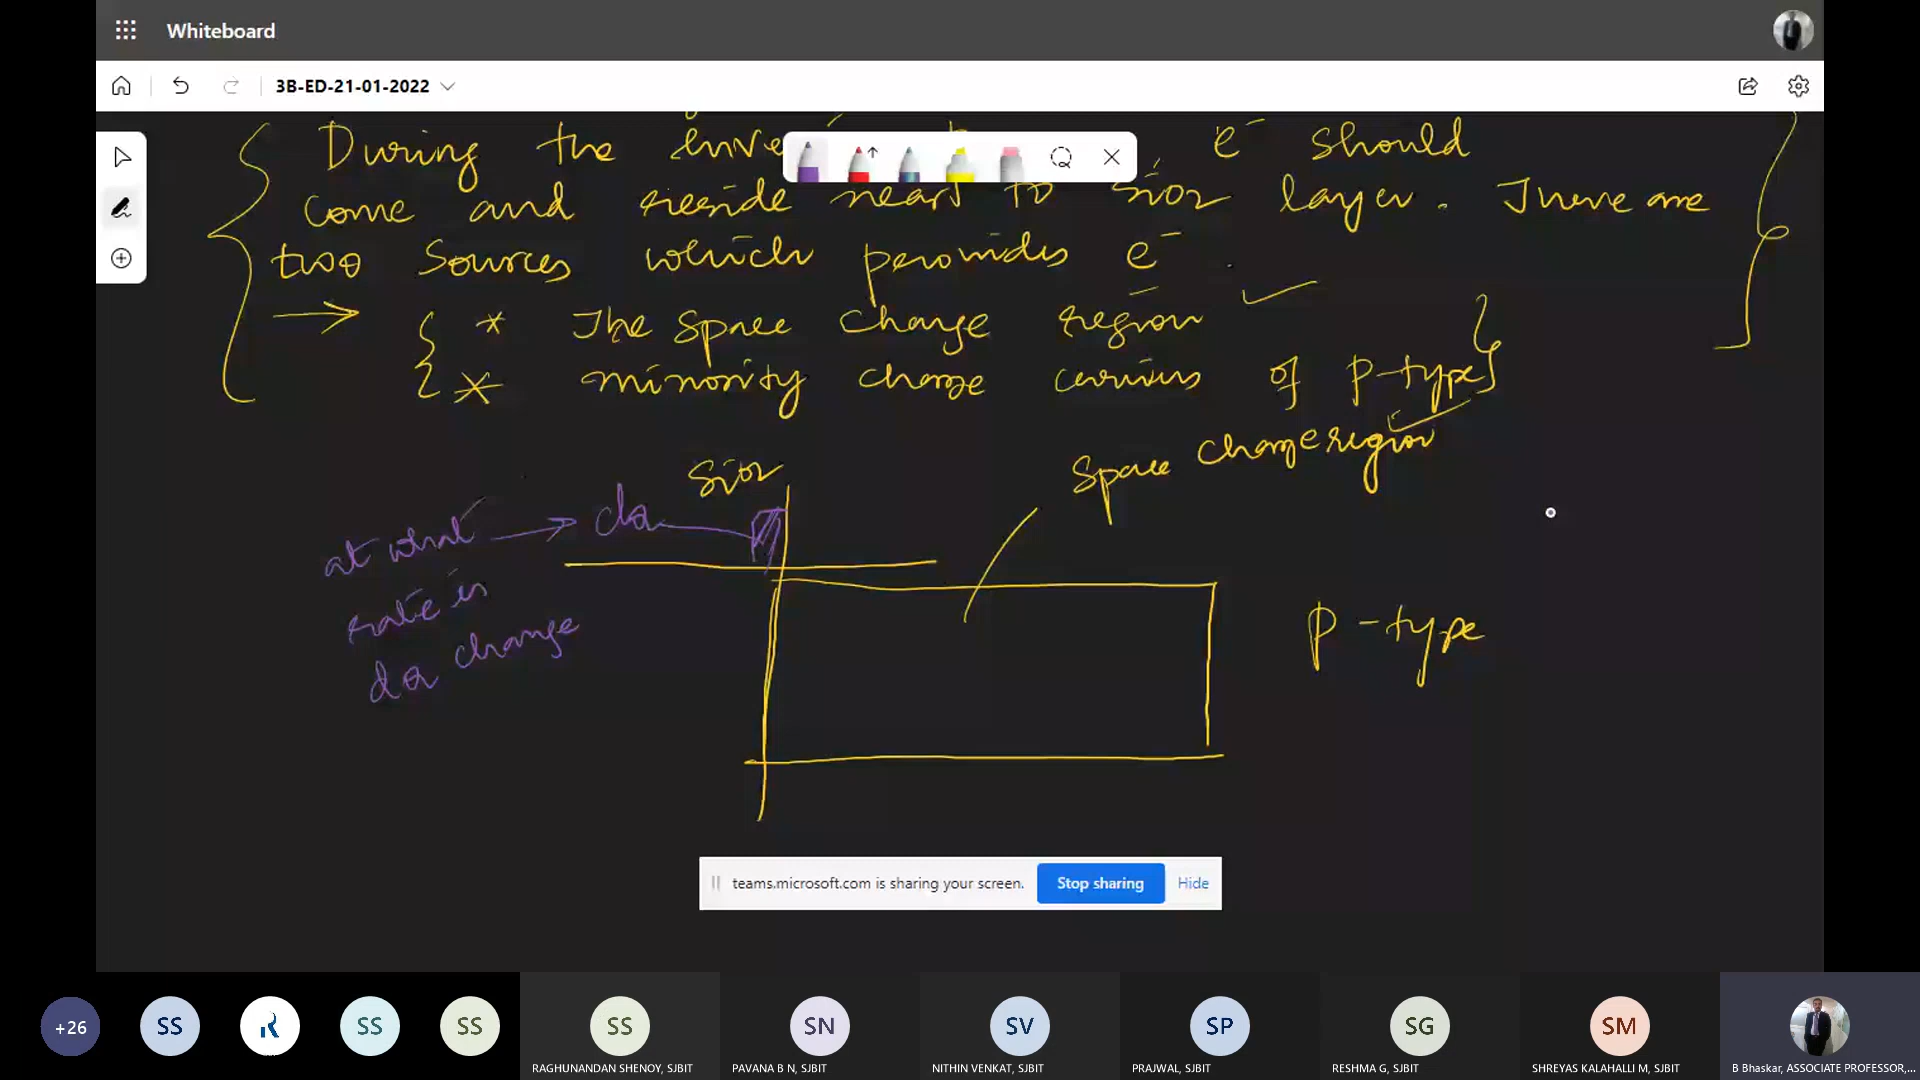 Whiteboard
3B-ED-21-01-2022
During the inve e⁻ should
come and reside near to Sio2 layer. There are
two sources which provides e⁻.
→ { * The space charge region
{ * minority charge carriers of p-type}
space charge region
Sio2
at what → dQ
rate is
dQ change
p-type
teams.microsoft.com is sharing your screen. Stop sharing Hide
+26 SS R SS SS SS SN SV SP SG SM
RAGHUNANDAN SHENOY, SJBIT PAVANA B N, SJBIT NITHIN VENKAT, SJBIT PRAJWAL, SJBIT RESHMA G, SJBIT SHREYAS KALAHALLI M, SJBIT B Bhaskar, ASSOCIATE PROFESSOR,...